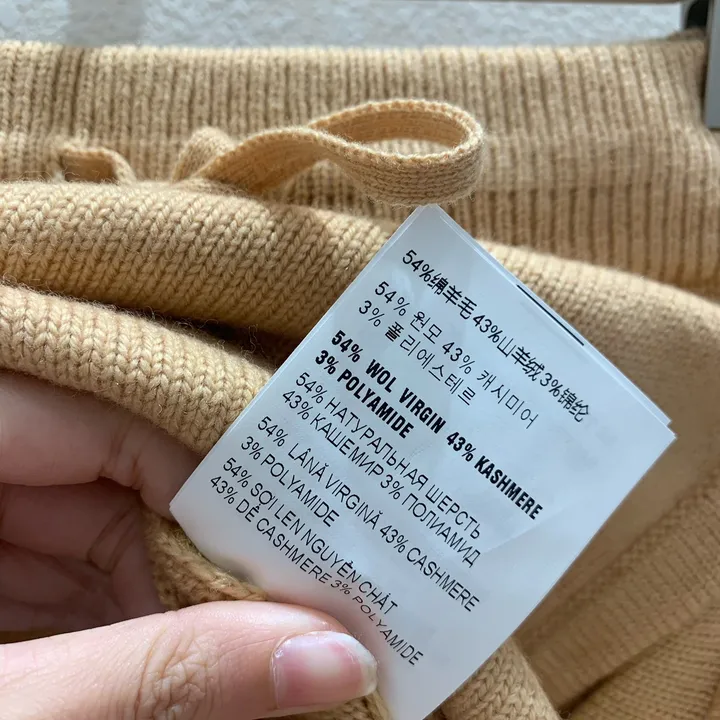 54%绵羊毛 43%山羊绒 3%锦纶
54% 원모 43% 캐시미어
3% 폴리에스테르
54% WOL VIRGIN 43% KASHMERE
3% POLYAMIDE
54% НАТУРАЛЬНАЯ ШЕРСТЬ
43% КАШЕМИР 3% ПОЛИАМИД
54% LÂNĂ VIRGINĂ 43% CASHMERE
3% POLYAMIDE
54% SỢI LEN NGUYÊN CHẤT
43% DÊ CASHMERE 3% POLYAMIDE